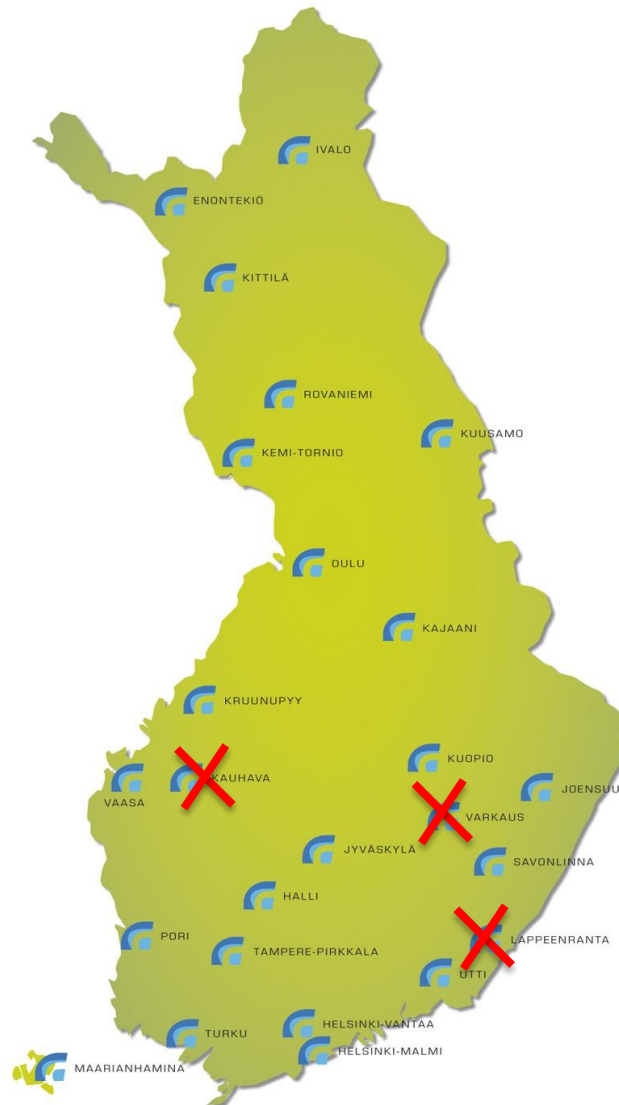 IVALO
ENONTEKIÖ
KITTILÄ
ROVANIEMI
KUUSAMO
KEMI-TORNIO
OULU
KAJAANI
KRUUNUPYY
KUOPIO
KAUHAVA
VAASA
JOENSUU
VARKAUS
JYVÄSKYLÄ
SAVONLINNA
HALLI
PORI
LAPPEENRANTA
TAMPERE-PIRKKALA
UTTI
HELSINKI-VANTAA
TURKU
HELSINKI-MALMI
MAARIANHAMINA